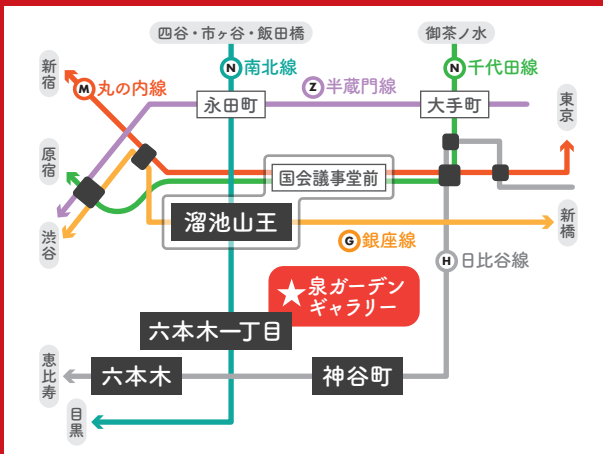 四谷・市ヶ谷・飯田橋
御茶ノ水
新宿
N 南北線
N 千代田線
M 丸の内線
Z 半蔵門線
東京
永田町
大手町
原宿
国会議事堂前
渋谷
溜池山王
新橋
G 銀座線
H 日比谷線
泉ガーデン
ギャラリー
六本木一丁目
恵比寿
六本木
神谷町
目黒